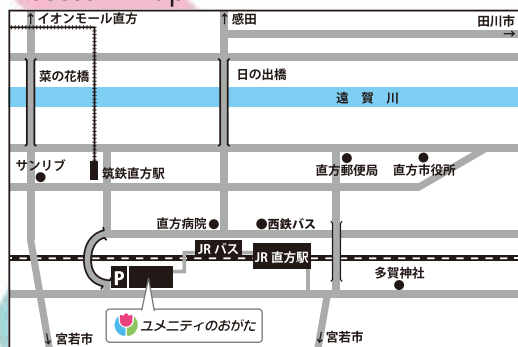 ↑イオンモール直方
↑感田
田川市
→
菜の花橋
日の出橋
遠賀川
サンリブ
筑鉄直方駅
直方郵便局
直方市役所
直方病院
西鉄バス
JRバス
JR直方駅
P
多賀神社
ユメニティのおがた
↓宮若市
↓宮若市